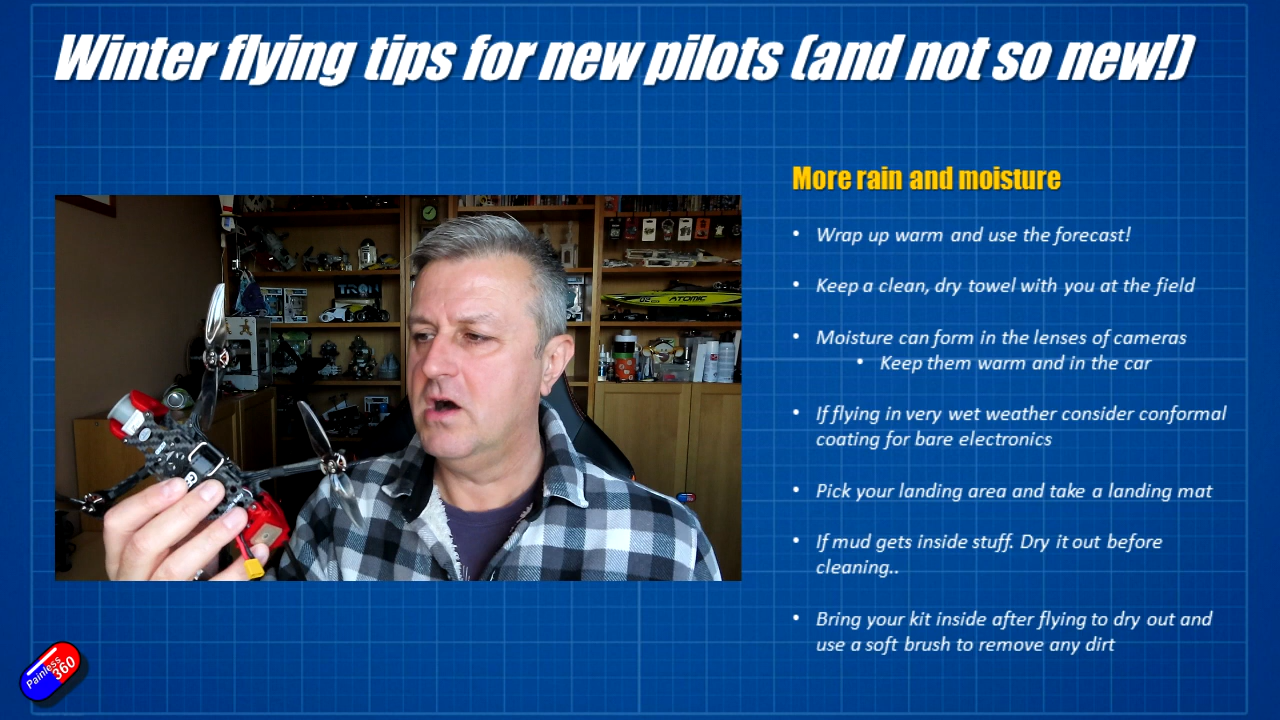 Winter flying tips for new pilots (and not so new!)
More rain and moisture
• Wrap up warm and use the forecast!
• Keep a clean, dry towel with you at the field
• Moisture can form in the lenses of cameras
• Keep them warm and in the car
• If flying in very wet weather consider conformal
coating for bare electronics
• Pick your landing area and take a landing mat
• If mud gets inside stuff. Dry it out before
cleaning..
• Bring your kit inside after flying to dry out and
use a soft brush to remove any dirt
TRON
ATOMIC
Painless
360